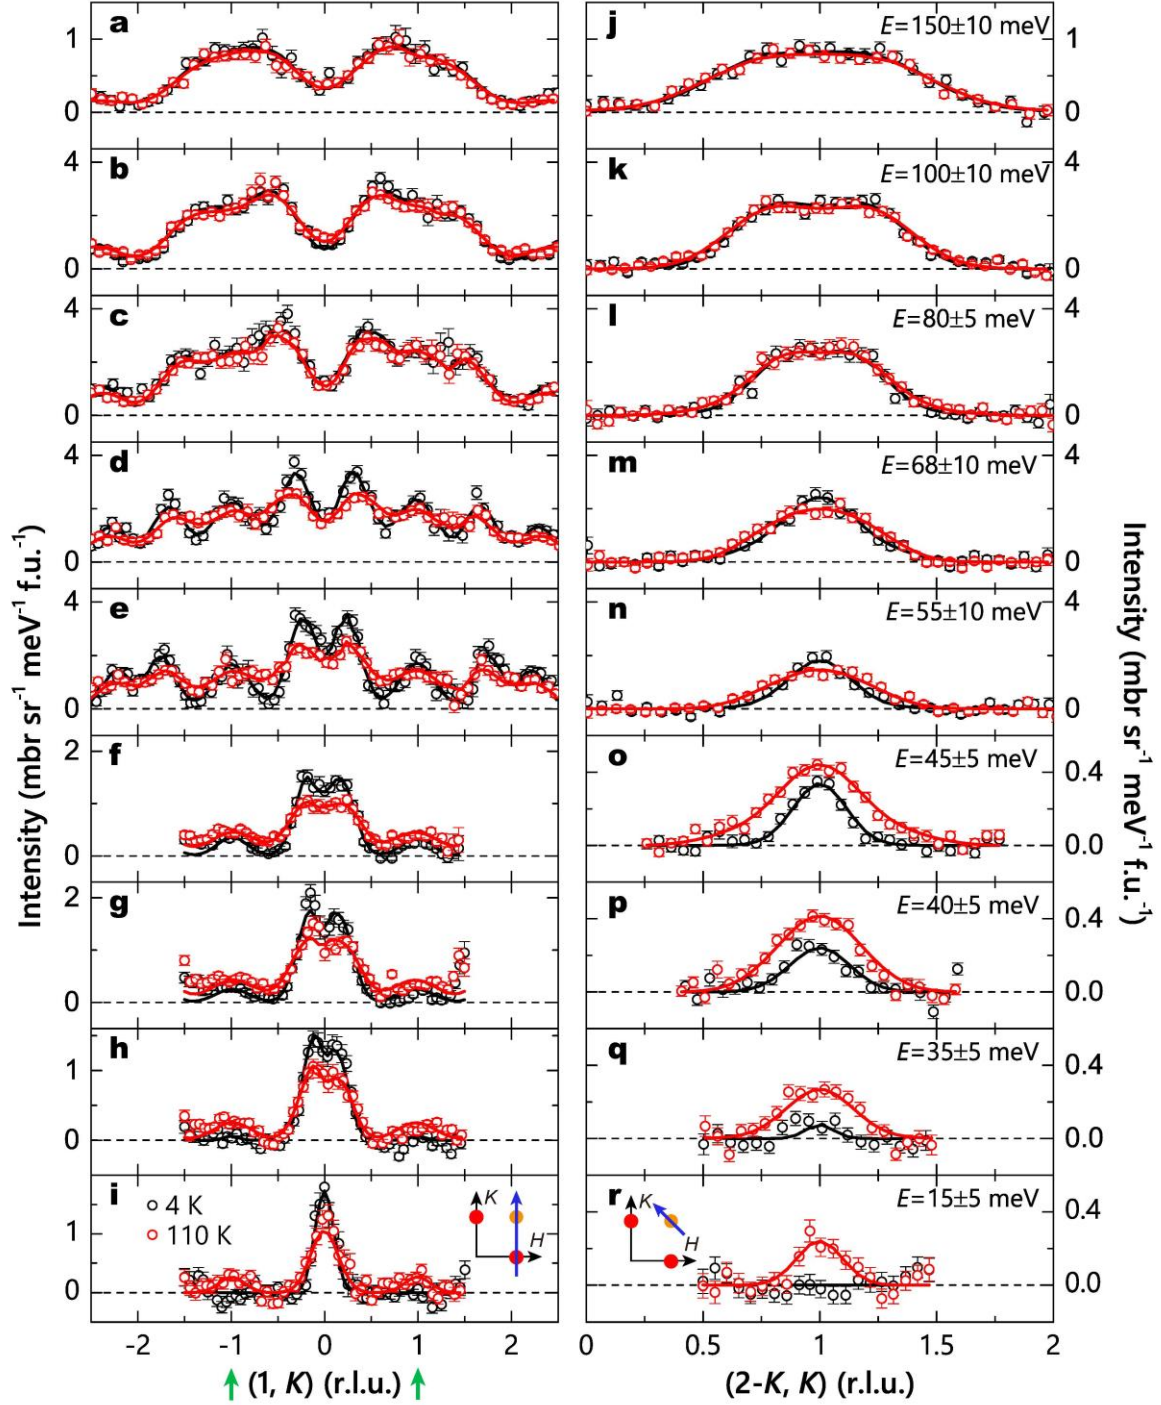 a
j
E=150±10 meV
1
0
1
0
b
k
E=100±10 meV
4
0
4
0
c
l
E=80±5 meV
4
0
4
0
d
m
E=68±10 meV
4
0
4
0
e
n
E=55±10 meV
4
0
4
0
f
o
E=45±5 meV
2
0
0.4
0.0
g
p
E=40±5 meV
2
0
0.4
0.0
h
q
E=35±5 meV
1
0
0.4
0.0
i
4 K
110 K
K
H
r
K
H
E=15±5 meV
1
0
0.4
0.0
-2 -1 0 1 2
0 0.5 1 1.5 2
(1, K) (r.l.u.)
(2-K, K) (r.l.u.)
Intensity (mbr sr⁻¹ meV⁻¹ f.u.⁻¹)
Intensity (mbr sr⁻¹ meV⁻¹ f.u.⁻¹)